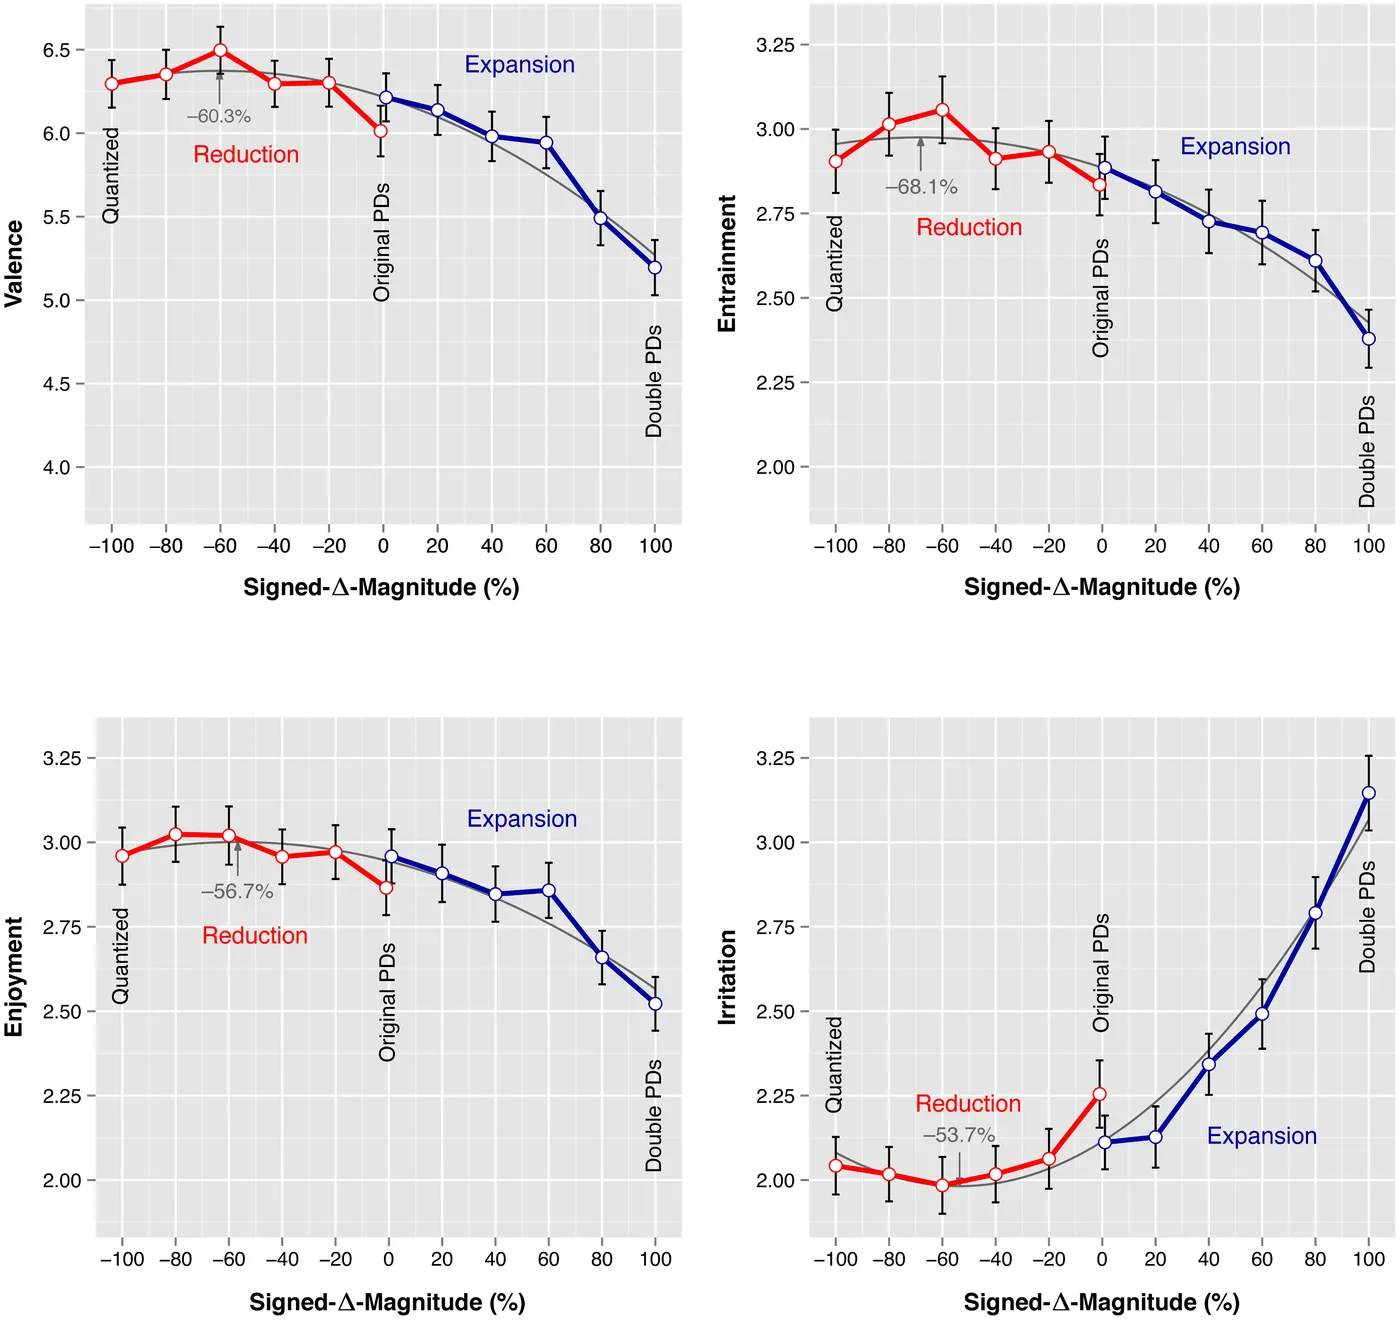 Valence
6.5
6.0
5.5
5.0
4.5
4.0
Expansion
–60.3%
Reduction
Quantized
Original PDs
Double PDs
–100 –80 –60 –40 –20 0 20 40 60 80 100
Signed-Δ-Magnitude (%)
Entrainment
3.25
3.00
2.75
2.50
2.25
2.00
Expansion
–68.1%
Reduction
Quantized
Original PDs
Double PDs
–100 –80 –60 –40 –20 0 20 40 60 80 100
Signed-Δ-Magnitude (%)
Enjoyment
3.25
3.00
2.75
2.50
2.25
2.00
Expansion
–56.7%
Reduction
Quantized
Original PDs
Double PDs
–100 –80 –60 –40 –20 0 20 40 60 80 100
Signed-Δ-Magnitude (%)
Irritation
3.25
3.00
2.75
2.50
2.25
2.00
Double PDs
Original PDs
Quantized
Reduction
–53.7%
Expansion
–100 –80 –60 –40 –20 0 20 40 60 80 100
Signed-Δ-Magnitude (%)